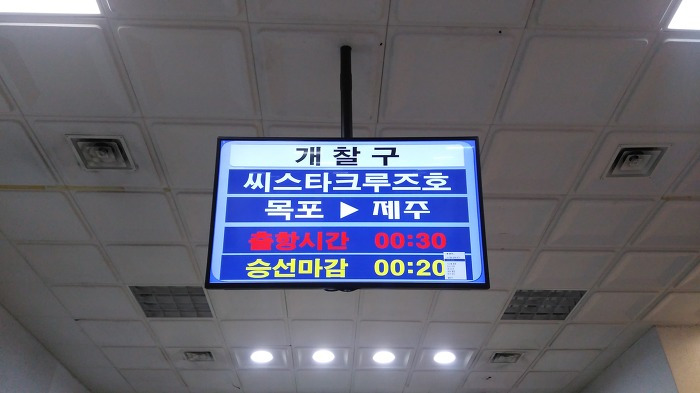 개찰구
씨스타크루즈호
목포 ▶ 제주
출항시간 00:30
승선마감 00:20